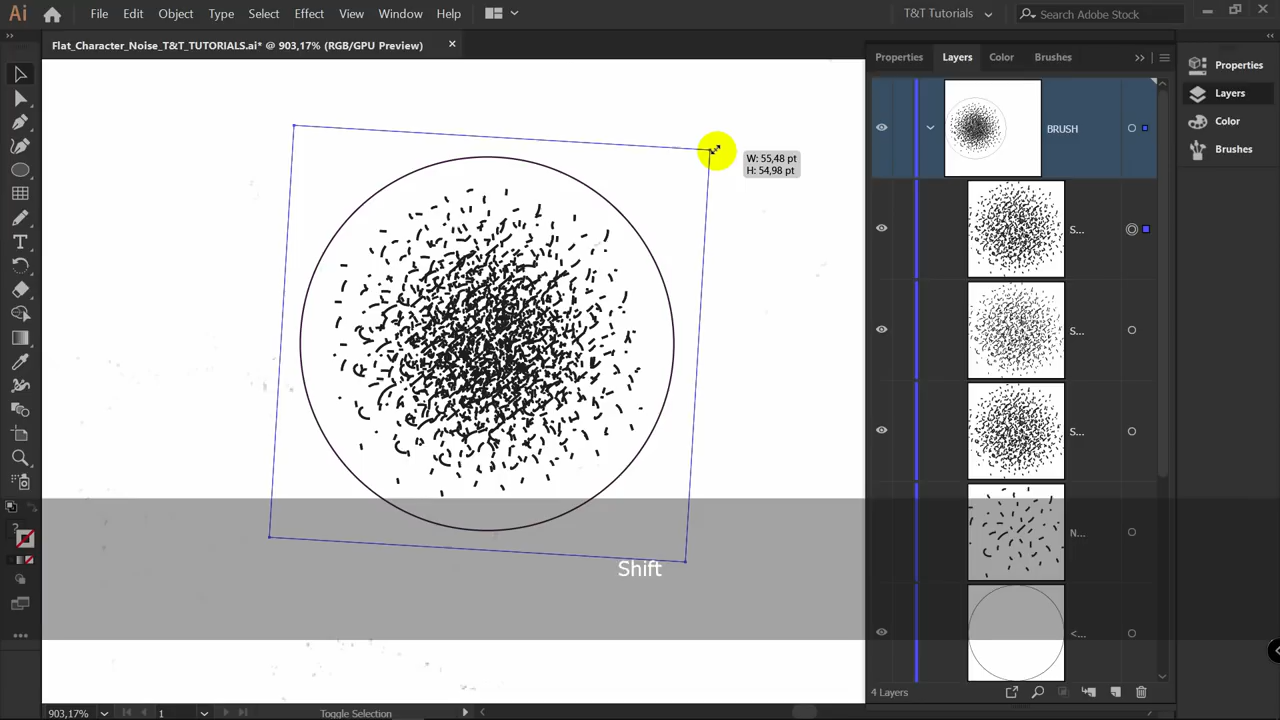 Ai File Edit Object Type Select Effect View Window Help T&T Tutorials Search Adobe Stock
Flat_Character_Noise_T&T_TUTORIALS.ai* @ 903,17% (RGB/GPU Preview)
Properties Layers Color Brushes
Properties
Layers
Color
Brushes
BRUSH
W: 55,48 pt
H: 54,98 pt
S...
S...
S...
N...
<...
Shift
4 Layers
903,17% 1 Toggle Selection